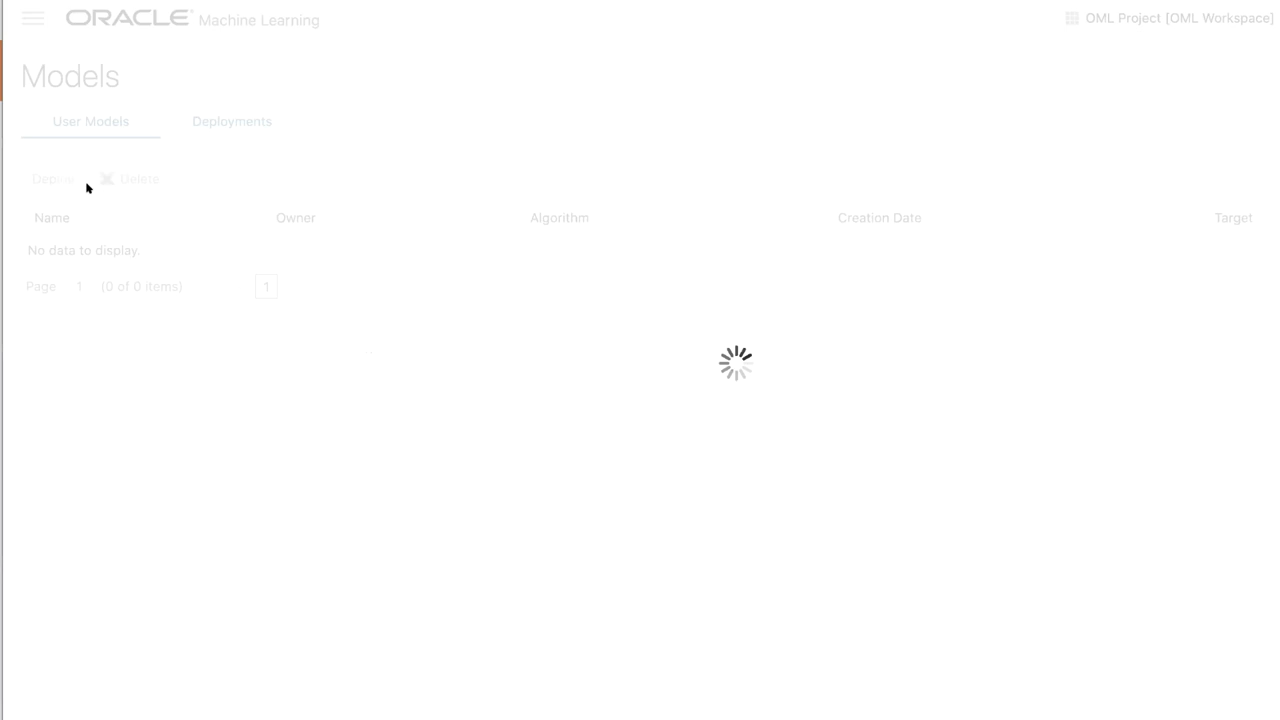 ORACLE Machine Learning
OML Project [OML Workspace]
Models
User Models Deployments
Delete
Name Owner Algorithm Creation Date Target
No data to display.
Page 1 (0 of 0 items) 1